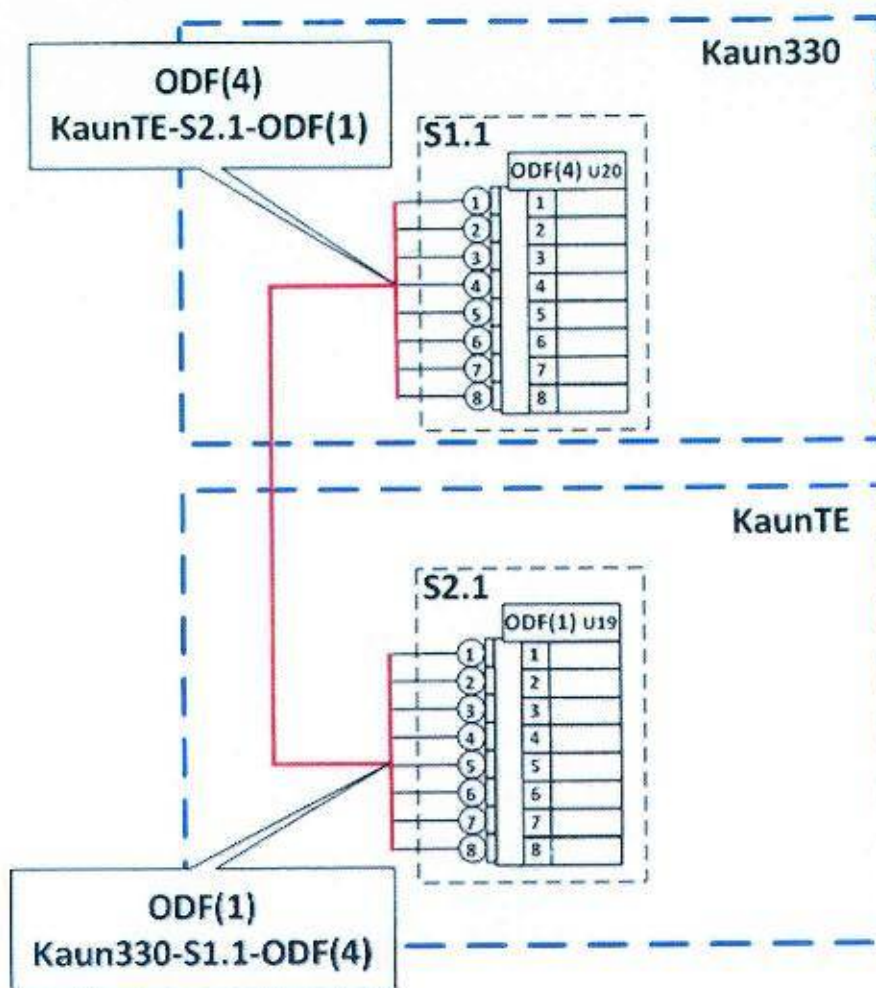 Kaun330
ODF(4)
KaunTE-S2.1-ODF(1)
S1.1
ODF(4) U20
1 1
2 2
3 3
4 4
5 5
6 6
7 7
8 8
KaunTE
S2.1
ODF(1) U19
1 1
2 2
3 3
4 4
5 5
6 6
7 7
8 8
ODF(1)
Kaun330-S1.1-ODF(4)